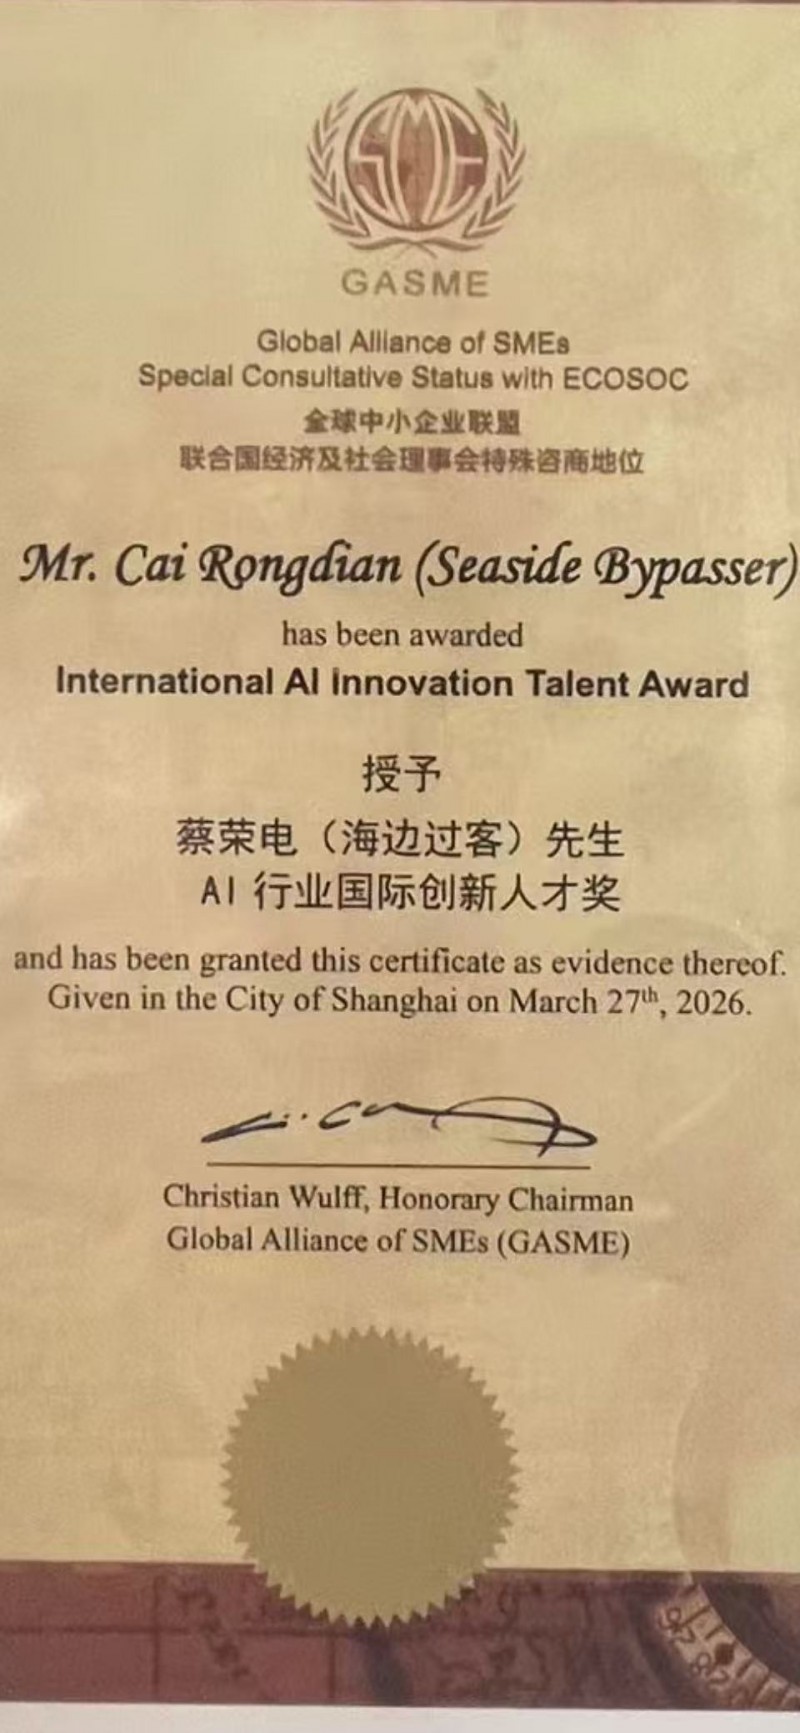 SME
GASME
Global Alliance of SMEs
Special Consultative Status with ECOSOC
全球中小企业联盟
联合国经济及社会理事会特殊咨商地位
Mr. Cai Rongdian (Seaside Bypasser)
has been awarded
International AI Innovation Talent Award
授予
蔡荣电（海边过客）先生
AI 行业国际创新人才奖
and has been granted this certificate as evidence thereof.
Given in the City of Shanghai on March 27th, 2026.
Christian Wulff, Honorary Chairman
Global Alliance of SMEs (GASME)